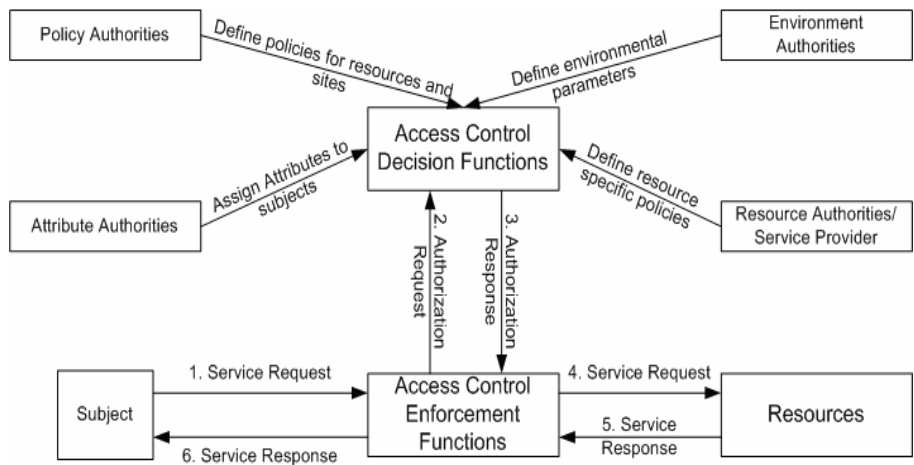 Policy Authorities
Define policies for resources and
sites
Define environmental
parameters
Environment
Authorities
Access Control
Decision Functions
Attribute Authorities
Assign Attributes to
subjects
Define resource
specific policies
Resource Authorities/
Service Provider
2. Authorization
Request
3. Authorization
Response
Subject
1. Service Request
6. Service Response
Access Control
Enforcement
Functions
4. Service Request
5. Service
Response
Resources